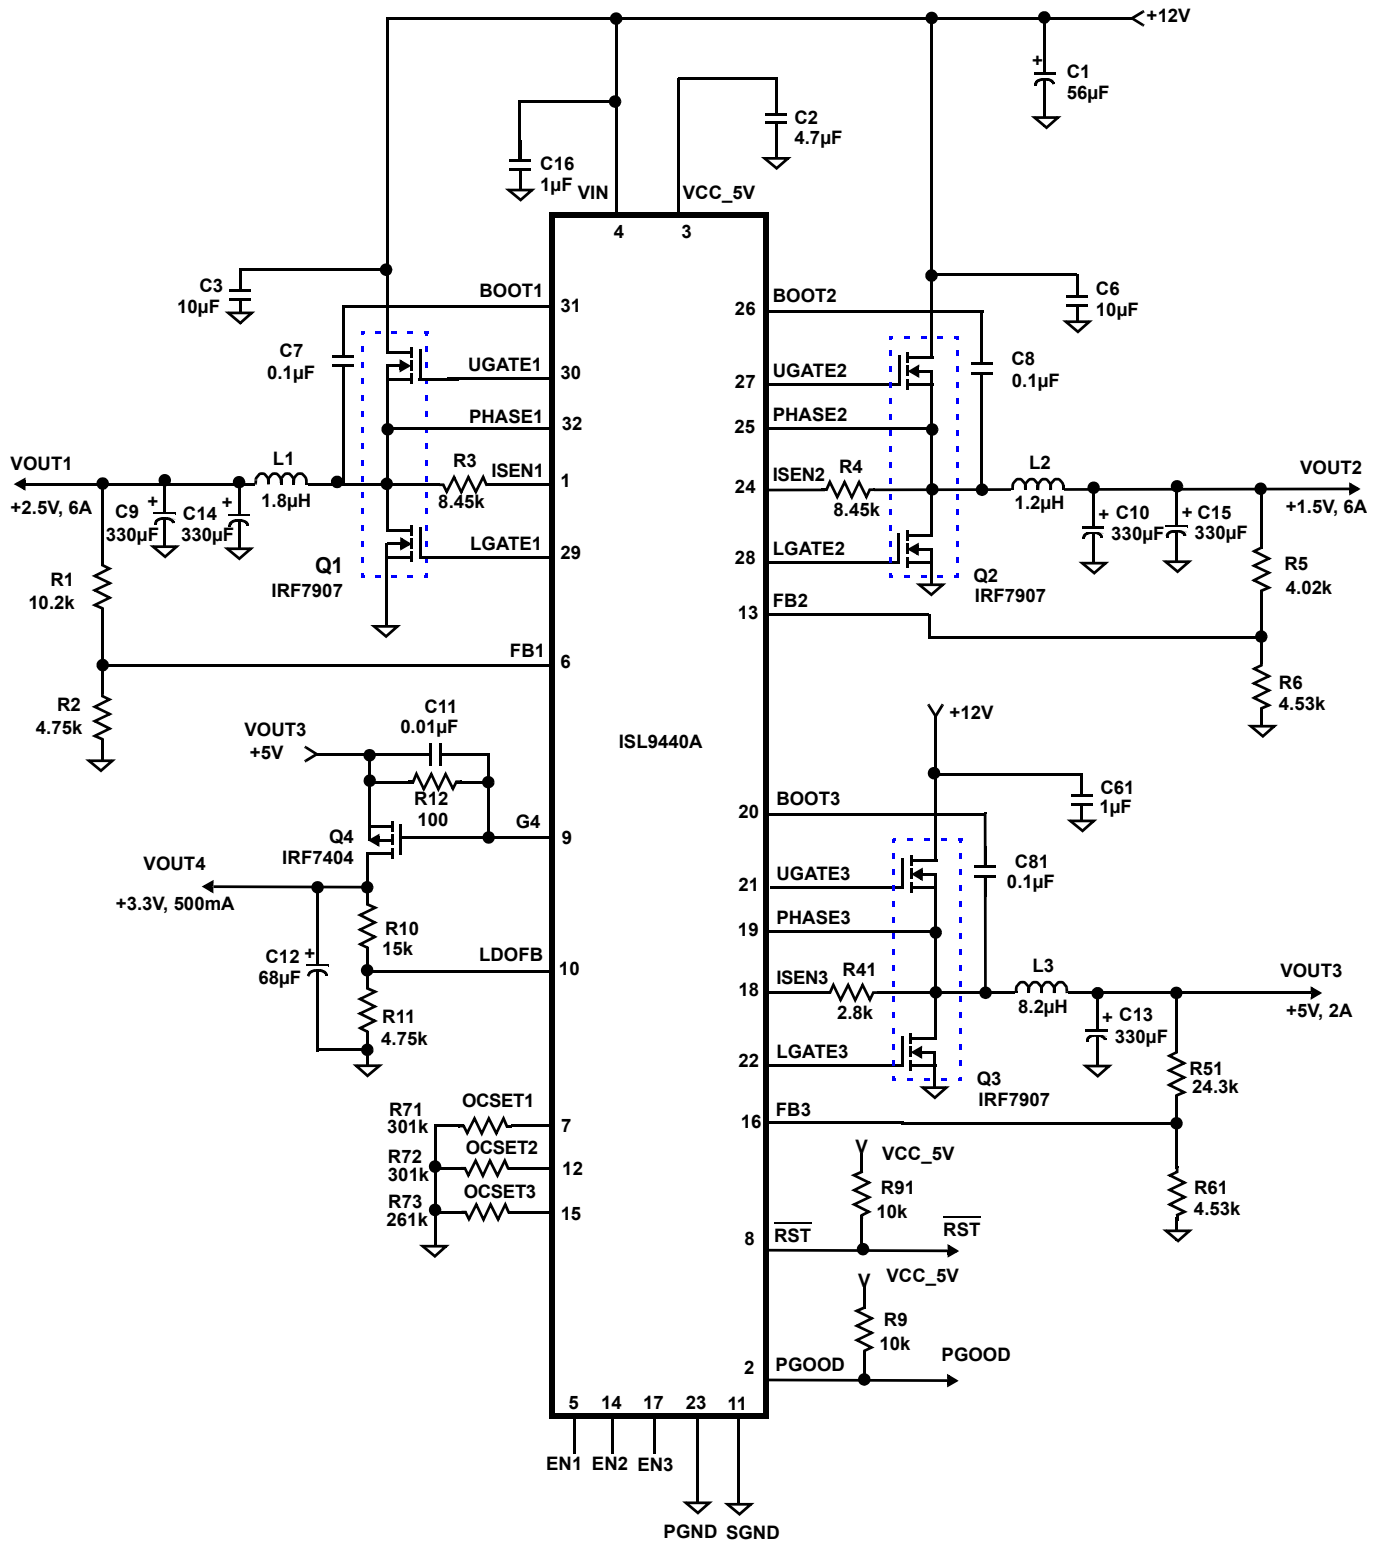 +12V
C1
56µF
C2
4.7µF
C16
1µF
VIN
VCC_5V
4
3
C3
10µF
BOOT1
31
26
BOOT2
C6
10µF
C7
0.1µF
UGATE1
30
27
UGATE2
C8
0.1µF
PHASE1
32
25
PHASE2
VOUT1
+2.5V, 6A
C9
330µF
C14
330µF
L1
1.8µH
R3
8.45k
ISEN1
1
24
ISEN2
R4
8.45k
L2
1.2µH
C10
330µF
C15
330µF
VOUT2
+1.5V, 6A
LGATE1
29
28
LGATE2
Q1
IRF7907
Q2
IRF7907
R1
10.2k
R5
4.02k
13
FB2
FB1
6
R2
4.75k
R6
4.53k
+12V
C11
0.01µF
VOUT3
+5V
ISL9440A
R12
100
C61
1µF
20
BOOT3
G4
9
Q4
IRF7404
VOUT4
+3.3V, 500mA
21
UGATE3
C81
0.1µF
R10
15k
19
PHASE3
C12
68µF
LDOFB
10
18
ISEN3
R41
2.8k
L3
8.2µH
C13
330µF
VOUT3
+5V, 2A
R11
4.75k
22
LGATE3
Q3
IRF7907
R51
24.3k
R71
301k
OCSET1
7
16
FB3
R72
301k
OCSET2
12
VCC_5V
R91
10k
R73
261k
OCSET3
15
R61
4.53k
8
RST
RST
VCC_5V
R9
10k
2
PGOOD
PGOOD
5
14
17
23
11
EN1
EN2
EN3
PGND
SGND